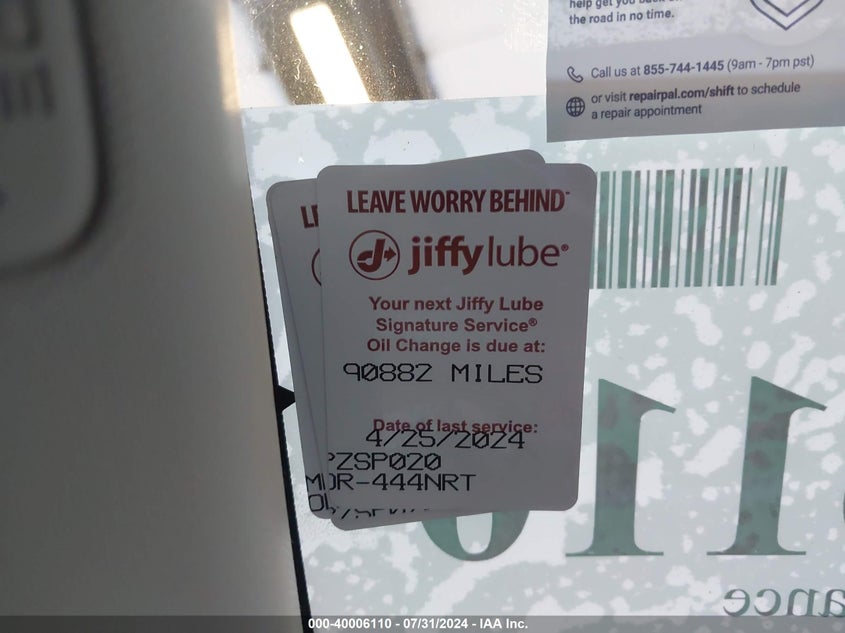 help get you back on
the road in no time.
Call us at 855-744-1445 (9am - 7pm pst)
or visit repairpal.com/shift to schedule
a repair appointment
LEAVE WORRY BEHIND
jiffy lube®
Your next Jiffy Lube
Signature Service®
Oil Change is due at:
90882 MILES
Date of last service:
4/25/2024
PZSP020
MDR-444NRT
000-40006110 - 07/31/2024 - IAA Inc.